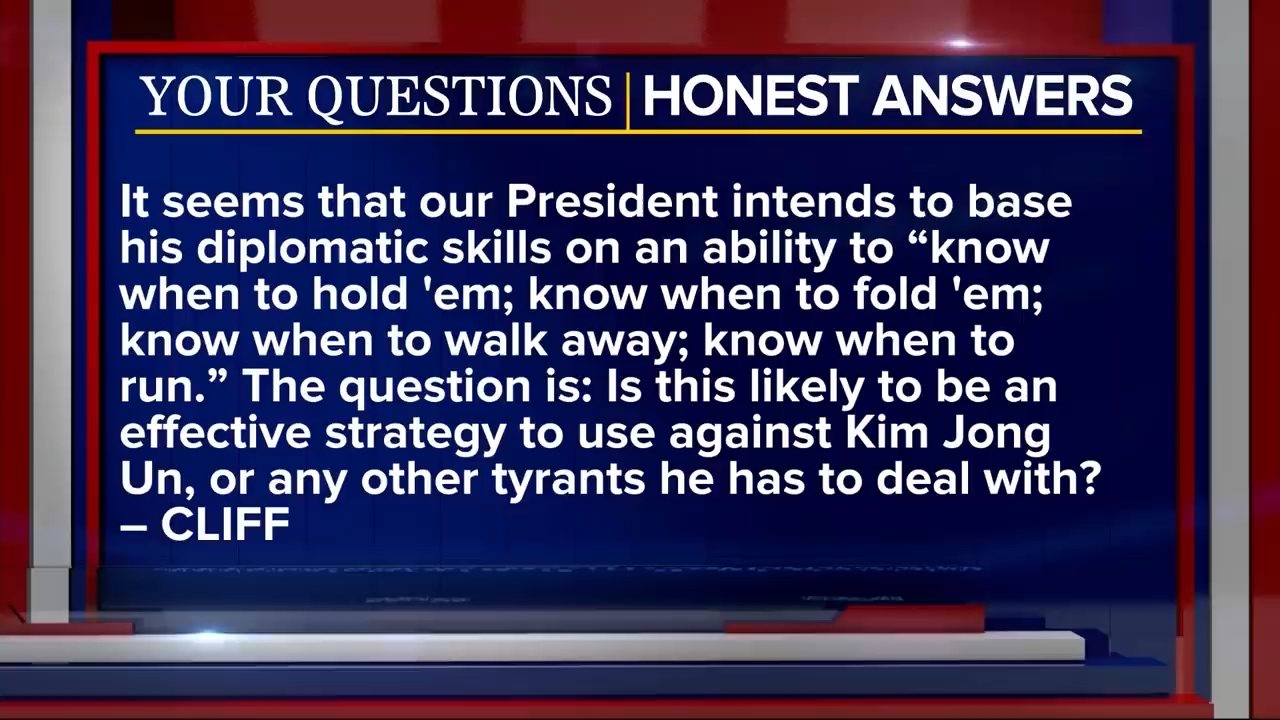 YOUR QUESTIONS | HONEST ANSWERS
It seems that our President intends to base
his diplomatic skills on an ability to “know
when to hold 'em; know when to fold 'em;
know when to walk away; know when to
run.” The question is: Is this likely to be an
effective strategy to use against Kim Jong
Un, or any other tyrants he has to deal with?
– CLIFF